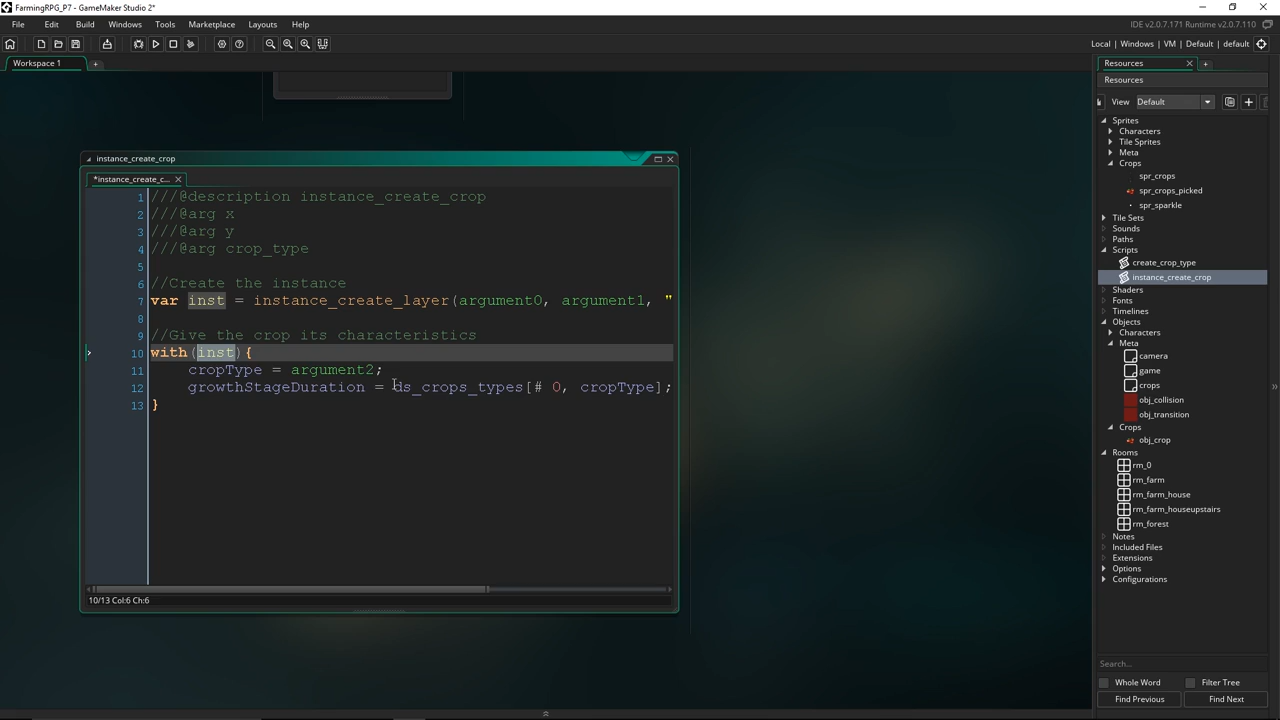 FarmingRPG_P7 - GameMaker Studio 2*
File Edit Build Windows Tools Marketplace Layouts Help
IDE v2.0.7.171 Runtime v2.0.7.110
Local | Windows | VM | Default | default
Workspace 1
Resources
Resources
View Default
Sprites
Characters
Tile Sprites
Meta
Crops
spr_crops
spr_crops_picked
spr_sparkle
Tile Sets
Sounds
Paths
Scripts
create_crop_type
instance_create_crop
Shaders
Fonts
Timelines
Objects
Characters
Meta
camera
game
crops
obj_collision
obj_transition
Crops
obj_crop
Rooms
rm_0
rm_farm
rm_farm_house
rm_farm_houseupstairs
rm_forest
Notes
Included Files
Extensions
Options
Configurations
Search...
Whole Word Filter Tree
Find Previous Find Next
instance_create_crop
*instance_create_c...
1 ///@description instance_create_crop
2 ///@arg x
3 ///@arg y
4 ///@arg crop_type
5
6 //Create the instance
7 var inst = instance_create_layer(argument0, argument1, "
8
9 //Give the crop its characteristics
10 with(inst){
11 cropType = argument2;
12 growthStageDuration = ds_crops_types[# 0, cropType];
13 }
10/13 Col:6 Ch:6